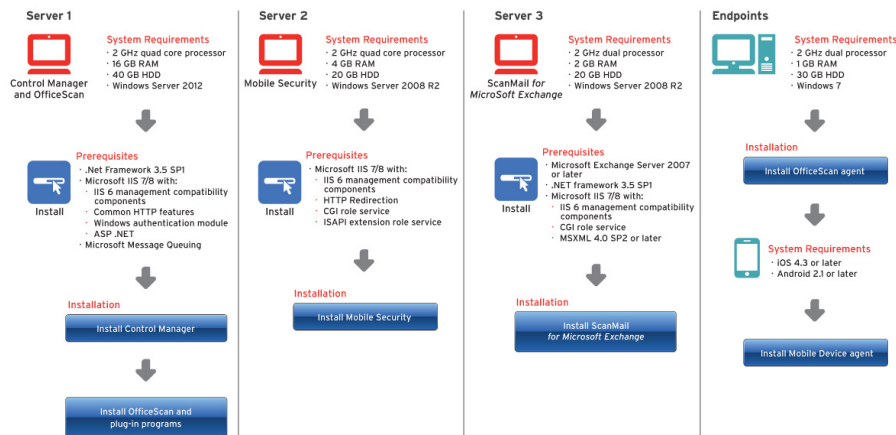 Server 1
System Requirements
· 2 GHz quad core processor
· 16 GB RAM
· 40 GB HDD
· Windows Server 2012
Control Manager
and OfficeScan
Prerequisites
· .Net Framework 3.5 SP1
· Microsoft IIS 7/8 with:
· IIS 6 management compatibility
components
· Common HTTP features
· Windows authentication module
· ASP .NET
· Microsoft Message Queuing
Install
Installation
Install Control Manager
Install OfficeScan and
plug-in programs
Server 2
System Requirements
· 2 GHz quad core processor
· 4 GB RAM
· 20 GB HDD
· Windows Server 2008 R2
Mobile Security
Prerequisites
· Microsoft IIS 7/8 with:
· IIS 6 management compatibility
components
· HTTP Redirection
· CGI role service
· ISAPI extension role service
Install
Installation
Install Mobile Security
Server 3
System Requirements
· 2 GHz dual processor
· 2 GB RAM
· 20 GB HDD
· Windows Server 2008 R2
ScanMail for
MicroSoft Exchange
Prerequisites
· Microsoft Exchange Server 2007
or later
· .NET framework 3.5 SP1
· Microsoft IIS 7/8 with:
· IIS 6 management compatibility
components
· CGI role service
· MSXML 4.0 SP2 or later
Install
Installation
Install ScanMail
for Microsoft Exchange
Endpoints
System Requirements
· 2 GHz dual processor
· 1 GB RAM
· 30 GB HDD
· Windows 7
Installation
Install OfficeScan agent
System Requirements
· iOS 4.3 or later
· Android 2.1 or later
Install Mobile Device agent